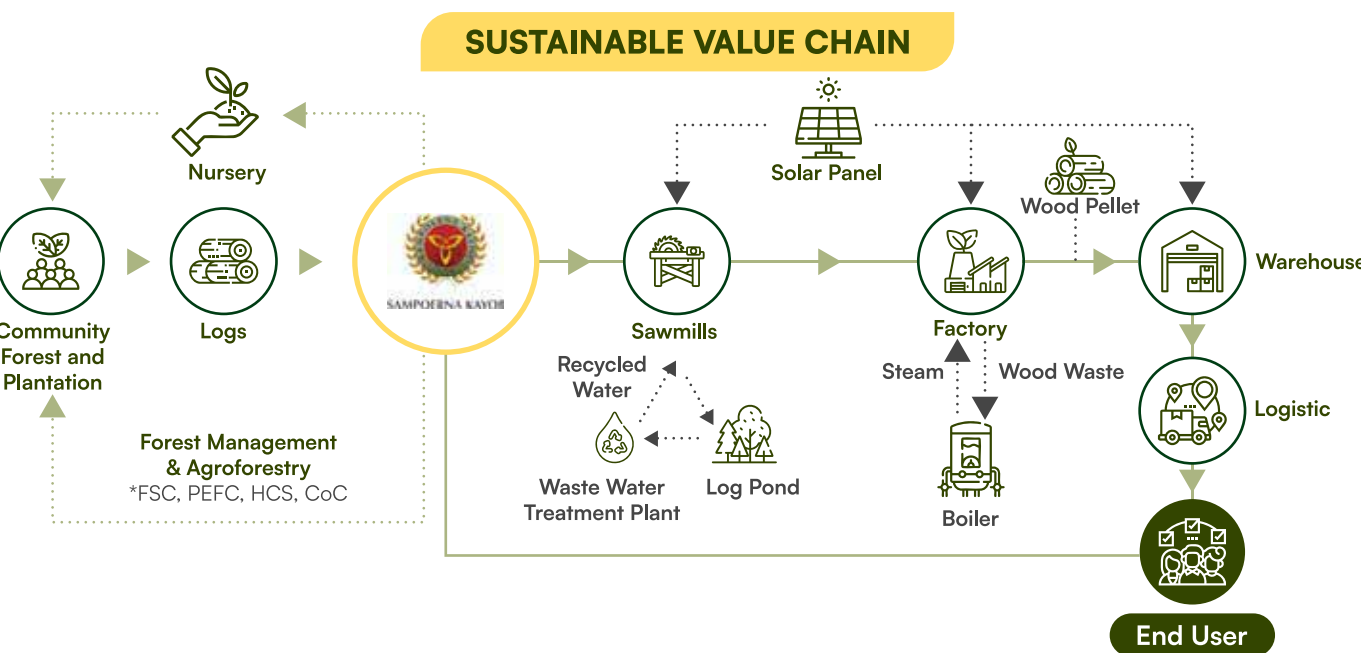 SUSTAINABLE VALUE CHAIN
Nursery
Solar Panel
Wood Pellet
Community
Forest and
Plantation
Logs
SAMPOERNA KAYOE
Sawmills
Factory
Warehouse
Recycled
Water
Steam
Wood Waste
Logistic
Forest Management
& Agroforestry
*FSC, PEFC, HCS, CoC
Waste Water
Treatment Plant
Log Pond
Boiler
End User